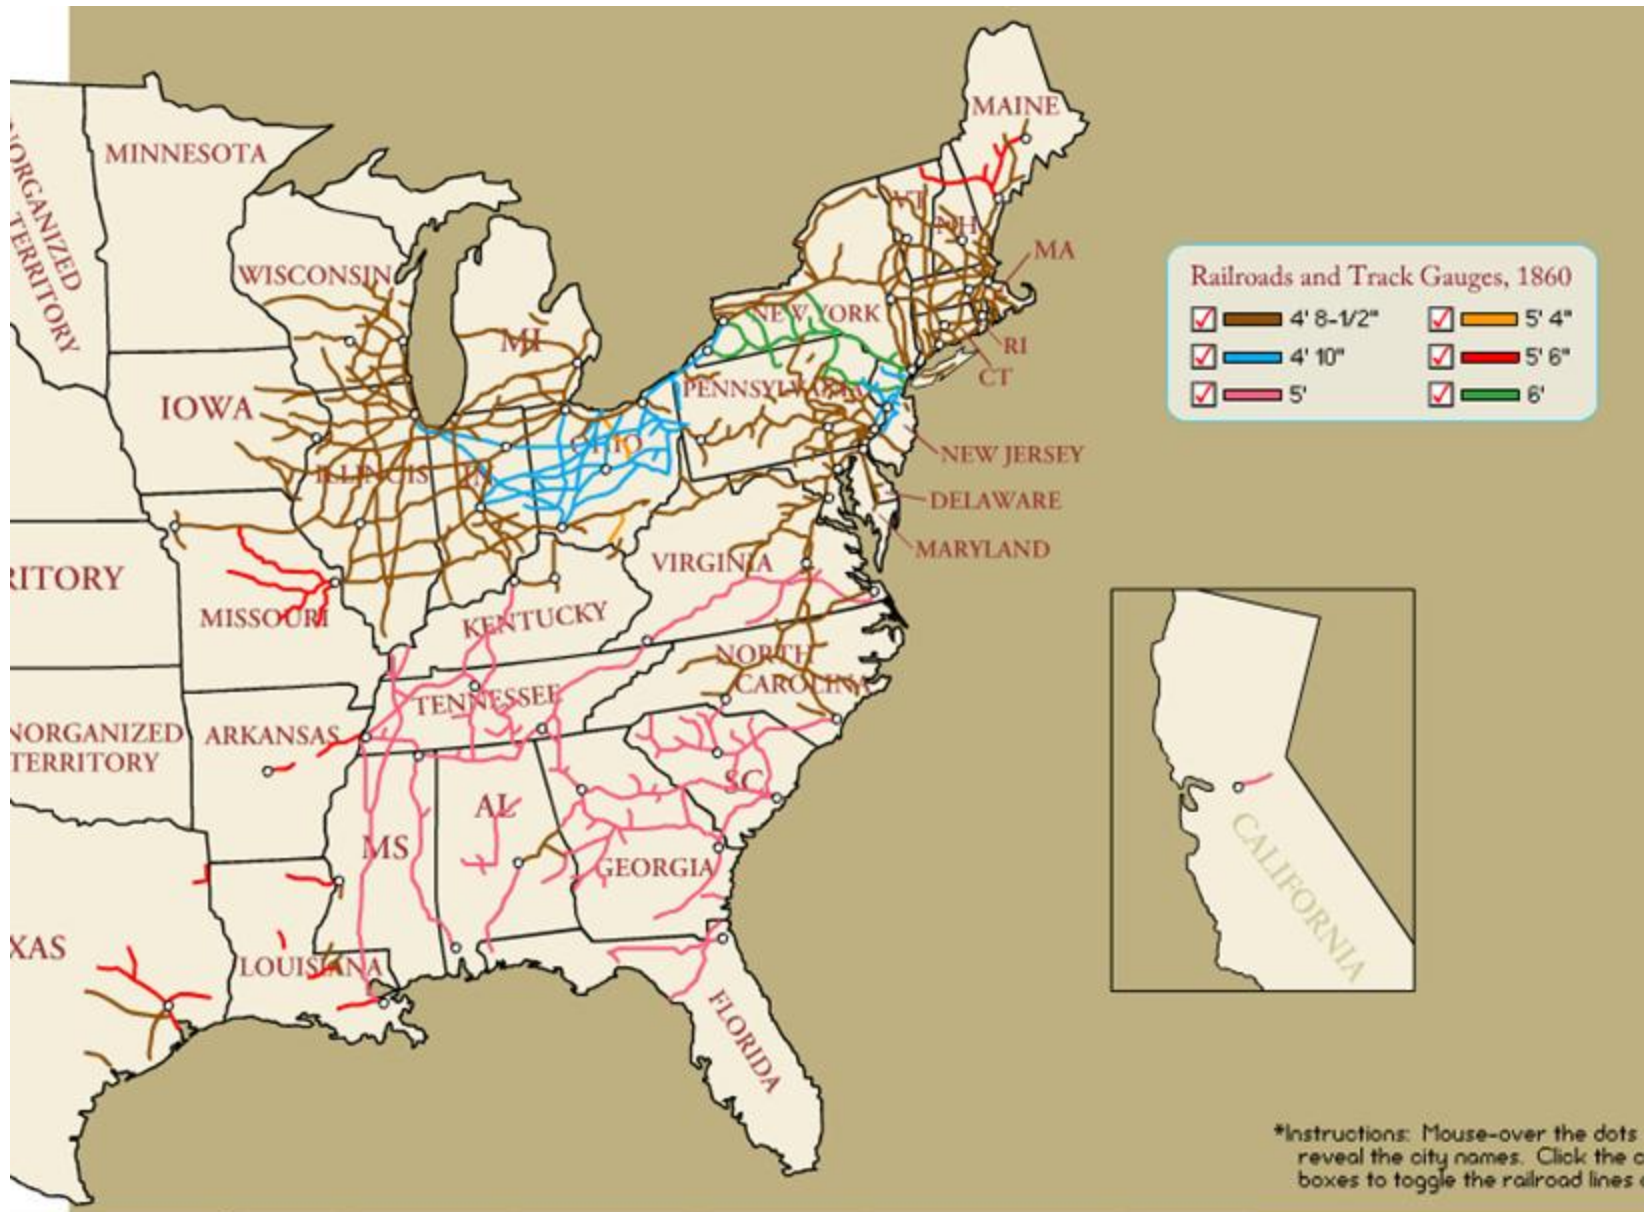 MAINE
MINNESOTA
NORGANIZED
TERRITORY
VT
NH
MA
WISCONSIN
Railroads and Track Gauges, 1860
4' 8-1/2"
5' 4"
4' 10"
5' 6"
5'
6'
NEW YORK
MI
RI
CT
PENNSYLVANIA
IOWA
OHIO
NEW JERSEY
ILLINOIS
IN
DELAWARE
MARYLAND
VIRGINIA
RITORY
MISSOURI
KENTUCKY
NORTH
CAROLINA
TENNESSEE
NORGANIZED
TERRITORY
ARKANSAS
SC
AL
MS
GEORGIA
CALIFORNIA
XAS
LOUISIANA
FLORIDA
*Instructions: Mouse-over the dots
reveal the city names. Click the c
boxes to toggle the railroad lines